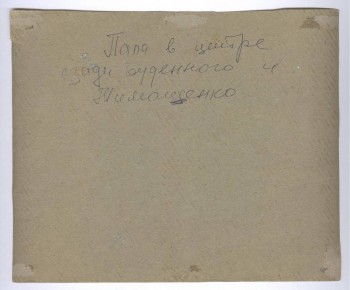 Папа в центре
сзади Буденного и
Тимошенко